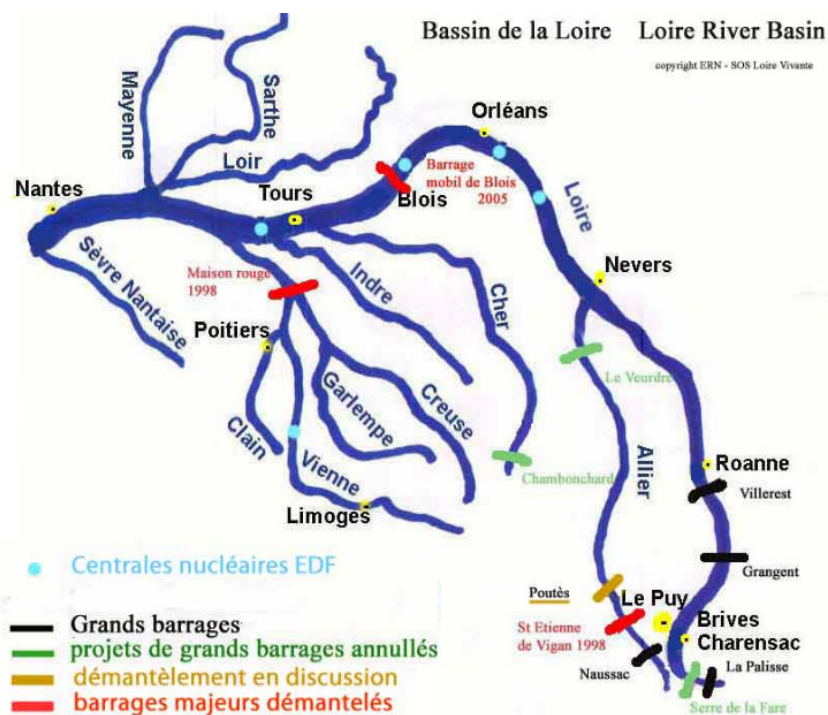 Bassin de la Loire Loire River Basin
copyright ERN - SOS Loire Vivante
Mayenne
Sarthe
Loir
Orléans
Nantes
Tours
Blois
Barrage
mobil de Blois
2005
Loire
Sèvre Nantaise
Maison rouge
1998
Indre
Cher
Nevers
Poitiers
Le Veurdre
Clain
Garlempe
Creuse
Vienne
Limoges
Chambonchard
Allier
Roanne
Villerest
Grangent
Centrales nucléaires EDF
Poutès
Le Puy
Grands barrages
St Etienne
de Vigan 1998
Brives
Charensac
projets de grands barrages annullés
Naussac
La Palisse
démantèlement en discussion
barrages majeurs démantelés
Serre de la Fare